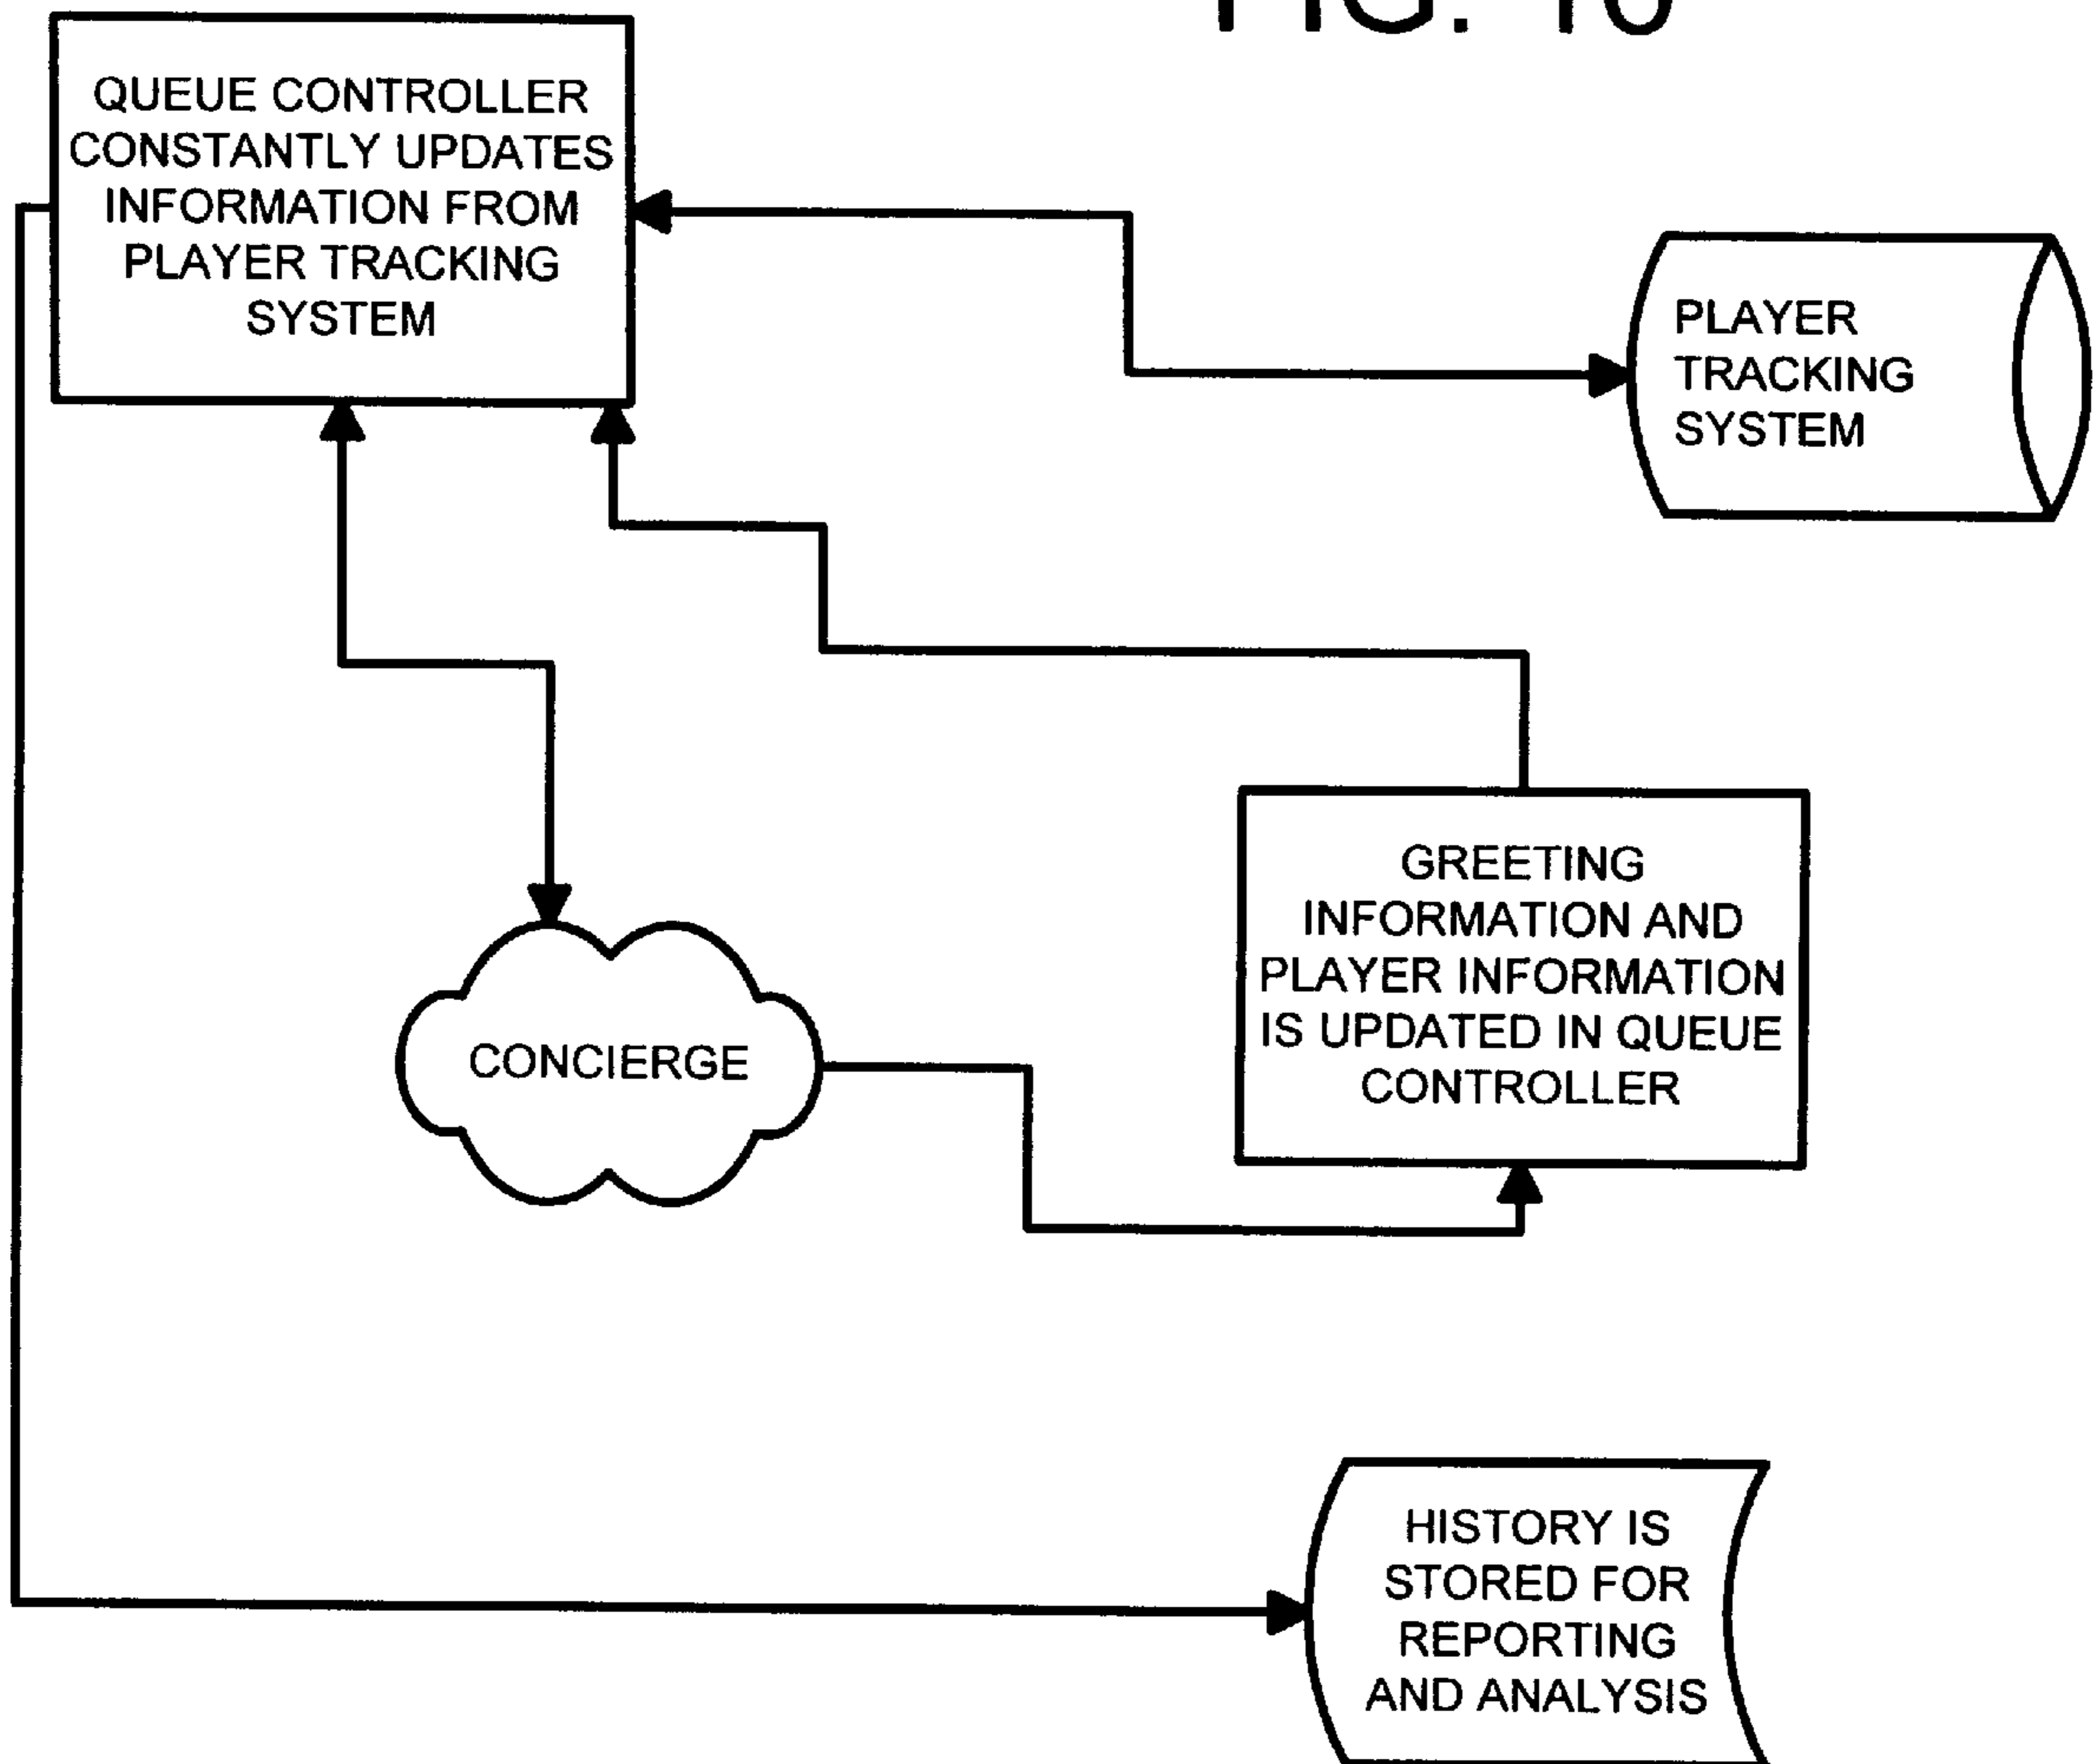 FIG.
QUEUE CONTROLLER
CONSTANTLY UPDATES
INFORMATION FROM
PLAYER TRACKING
SYSTEM
PLAYER
TRACKING
SYSTEM
GREETING
INFORMATION AND
PLAYER INFORMATION
IS UPDATED IN QUEUE
CONTROLLER
CONCIERGE
HISTORY IS
STORED FOR
REPORTING
AND ANALYSIS